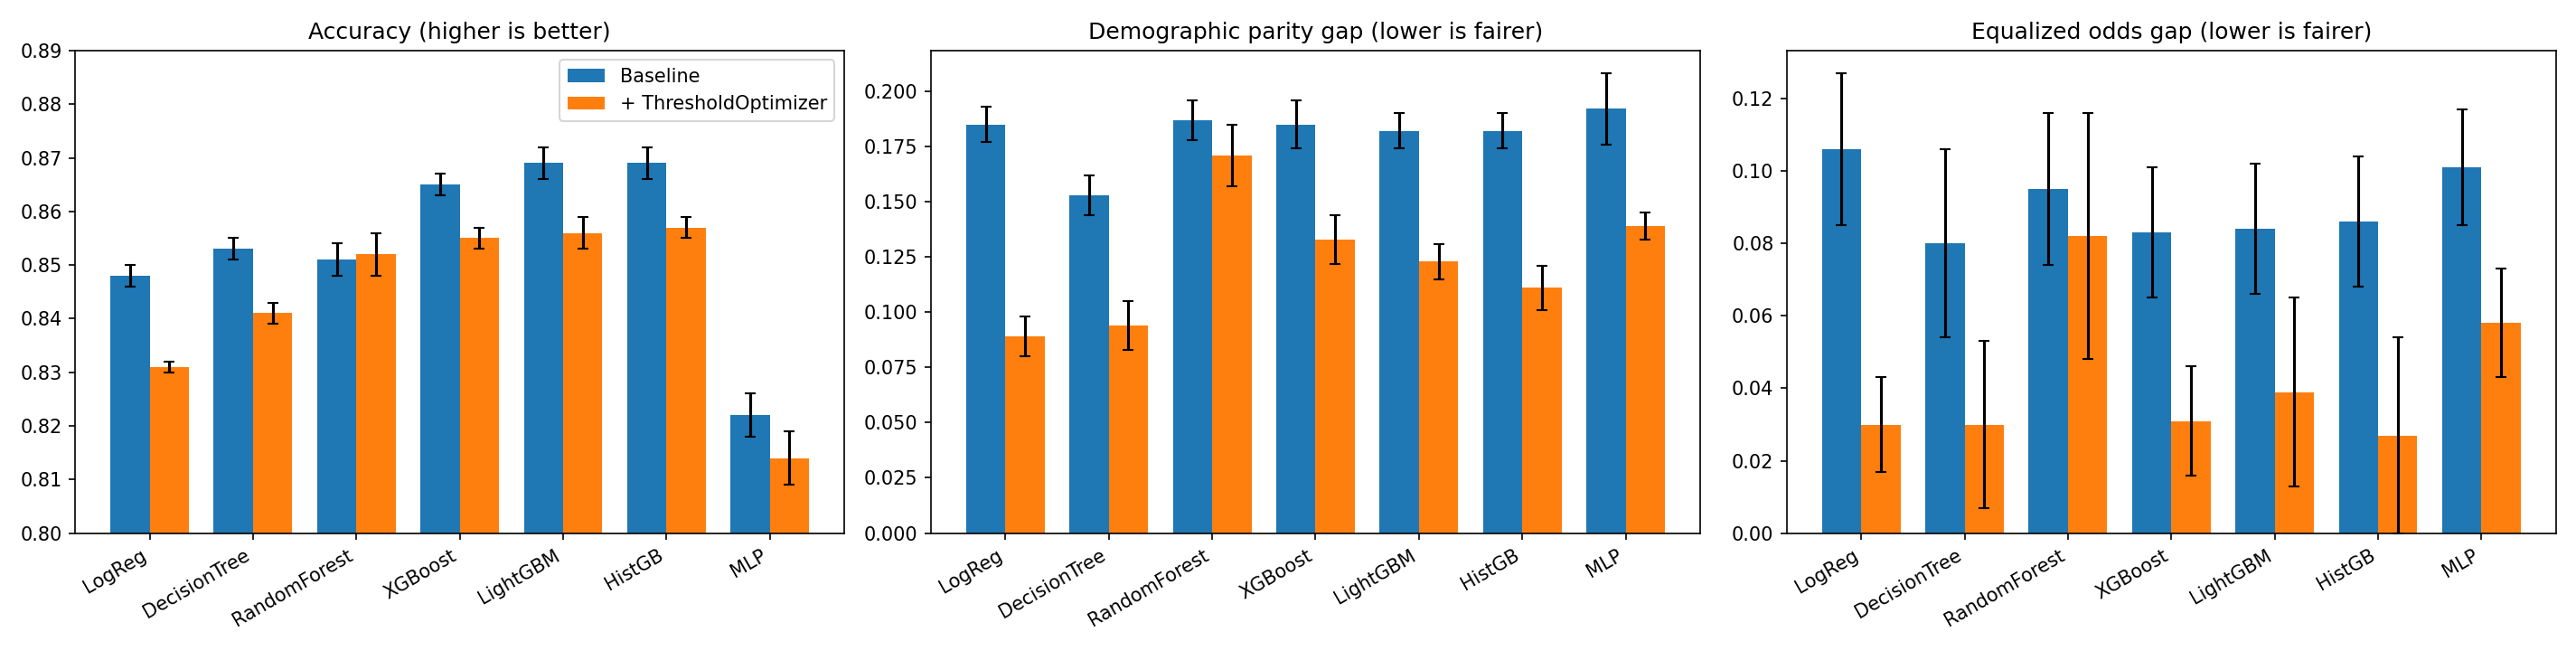 Accuracy (higher is better)
0.89
0.88
0.87
0.86
0.85
0.84
0.83
0.82
0.81
0.80
Baseline
+ ThresholdOptimizer
LogReg
DecisionTree
RandomForest
XGBoost
LightGBM
HistGB
MLP
Demographic parity gap (lower is fairer)
0.200
0.175
0.150
0.125
0.100
0.075
0.050
0.025
0.000
LogReg
DecisionTree
RandomForest
XGBoost
LightGBM
HistGB
MLP
Equalized odds gap (lower is fairer)
0.12
0.10
0.08
0.06
0.04
0.02
0.00
LogReg
DecisionTree
RandomForest
XGBoost
LightGBM
HistGB
MLP